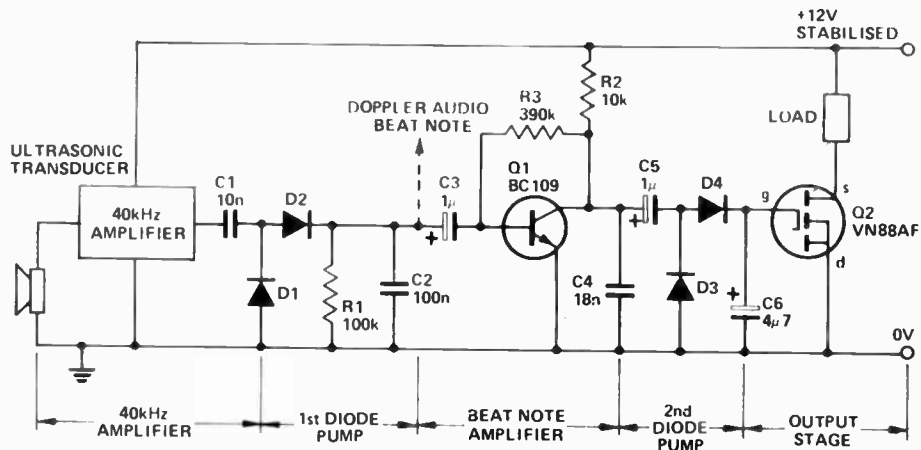 +12V
STABILISED
R2
10k
R3
390k
DOPPLER AUDIO
BEAT NOTE
LOAD
ULTRASONIC
TRANSDUCER
C1
10n
D2
C3
1μ
+
Q1
BC109
C5
1μ
+
D4
g
s
Q2
VN88AF
d
40kHz
AMPLIFIER
D1
R1
100k
C2
100n
C4
18n
D3
+
C6
4μ7
0V
40kHz
AMPLIFIER
1st DIODE
PUMP
BEAT NOTE
AMPLIFIER
2nd
DIODE
PUMP
OUTPUT
STAGE